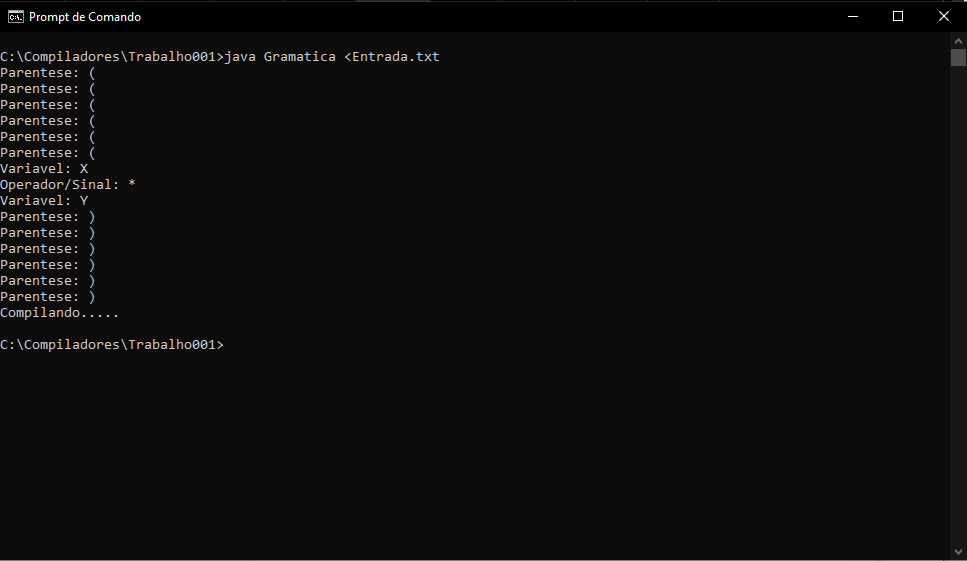 Prompt de Comando
C:\Compiladores\Trabalho001>java Gramatica <Entrada.txt
Parentese: (
Parentese: (
Parentese: (
Parentese: (
Parentese: (
Parentese: (
Variavel: X
Operador/Sinal: *
Variavel: Y
Parentese: )
Parentese: )
Parentese: )
Parentese: )
Parentese: )
Parentese: )
Compilando.....
C:\Compiladores\Trabalho001>